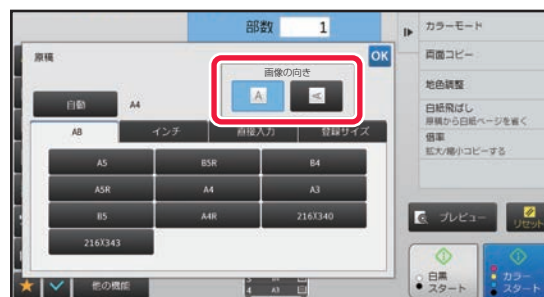 部数 1
カラーモード
両面コピー
地色調整
白紙飛ばし
原稿から白紙ページを省く
倍率
拡大/縮小コピーする
原稿
OK
画像の向き
A A
自動 A4
AB インチ 直接入力 登録サイズ
A5 B5R B4
A5R A4 A3
B5 A4R 216X340
216X343
プレビュー
リセット
他の機能
4 A3
白黒
スタート
カラー
スタート